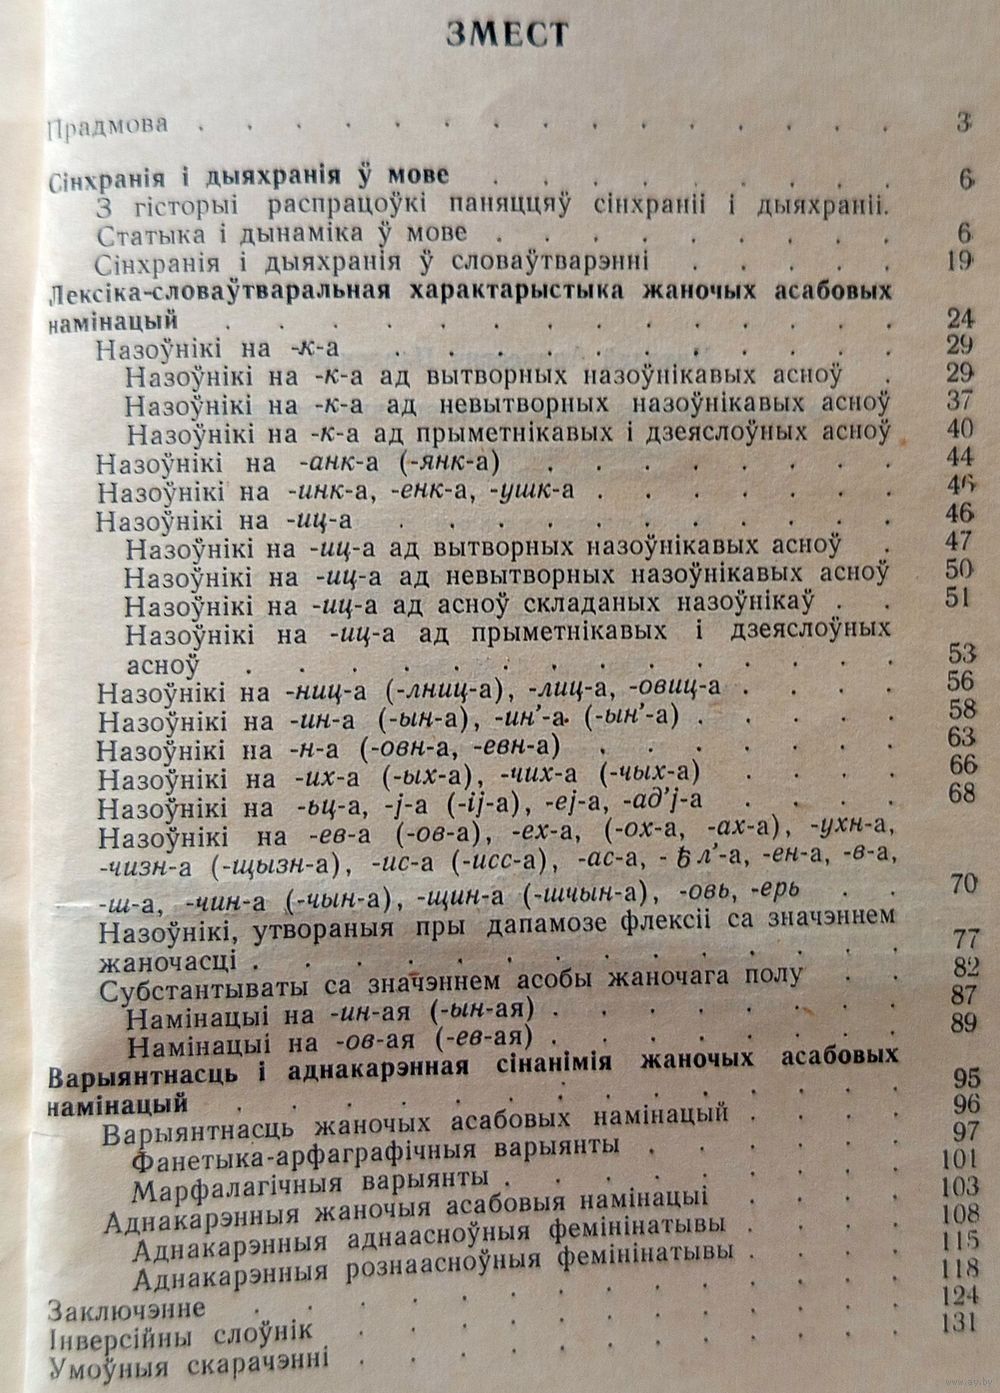 ЗМЕСТ
Прадмова . . . . . . . . . . . . . . . 3
Сінхранія і дыяхранія ў мове . . . . . . . . . 6
З гісторыі распрацоўкі паняццяў сінхраніі і дыяхраніі.
Статыка і дынаміка ў мове . . . . . . . . . 6
Сінхранія і дыяхранія ў словаўтварэнні . . . . . 19
Лексіка-словаўтваральная характарыстыка жаночых асабовых
намінацый . . . . . . . . . . . . . . 24
Назоўнікі на -к-а . . . . . . . . . . . 29
Назоўнікі на -к-а ад вытворных назоўнікавых асноў . 29
Назоўнікі на -к-а ад невытворных назоўнікавых асноў 37
Назоўнікі на -к-а ад прыметнікавых і дзеяслоўных асноў 40
Назоўнікі на -анк-а (-янк-а) . . . . . . . . 44
Назоўнікі на -инк-а, -енк-а, -ушк-а . . . . . . . 46
Назоўнікі на -иц-а . . . . . . . . . . . 46
Назоўнікі на -иц-а ад вытворных назоўнікавых асноў . 47
Назоўнікі на -иц-а ад невытворных назоўнікавых асноў 50
Назоўнікі на -иц-а ад асноў складаных назоўнікаў . . 51
Назоўнікі на -иц-а ад прыметнікавых і дзеяслоўных
асноў . . . . . . . . . . . . . . 53
Назоўнікі на -ниц-а (-лниц-а), -лиц-а, -овиц-а . . . . 56
Назоўнікі на -ин-а (-ын-а), -ин’-а (-ын’-а) . . . . . 58
Назоўнікі на -н-а (-овн-а, -евн-а) . . . . . . . 63
Назоўнікі на -их-а (-ых-а), -чих-а (-чых-а) . . . . 66
Назоўнікі на -ьц-а, -j-а (-ij-а), -ej-а, -ад’j-а . . . . 68
Назоўнікі на -ев-а (-ов-а), -ех-а, (-ох-а, -ах-а), -ухн-а,
-чизн-а (-щызн-а), -ис-а (-исс-а), -ас-а, -ѣл’-а, -ен-а, -в-а,
-ш-а, -чин-а (-чын-а), -щин-а (-шчын-а), -овь, -ерь . . 70
Назоўнікі, утвораныя пры дапамозе флексіі са значэннем
жаночасці . . . . . . . . . . . . . 77
Субстантываты са значэннем асобы жаночага полу . . 82
Намінацыі на -ин-ая (-ын-ая) . . . . . . . 87
Намінацыі на -ов-ая (-ев-ая) . . . . . . . 89
Варыянтнасць і аднакарэнная сінанімія жаночых асабовых
намінацый . . . . . . . . . . . . . 95
Варыянтнасць жаночых асабовых намінацый . . . . 96
Фанетыка-арфаграфічныя варыянты . . . . . . 97
Марфалагічныя варыянты . . . . . . . . . 101
Аднакарэнныя жаночыя асабовыя намінацыі . . . . 103
Аднакарэнныя аднаасноўныя фемінінатывы . . . . 108
Аднакарэнныя рознаасноўныя фемінінатывы . . . . 115
Заключэнне . . . . . . . . . . . . . . 118
Інверсійны слоўнік . . . . . . . . . . . . 124
Умоўныя скарачэнні . . . . . . . . . . . . 131
www.ay.by